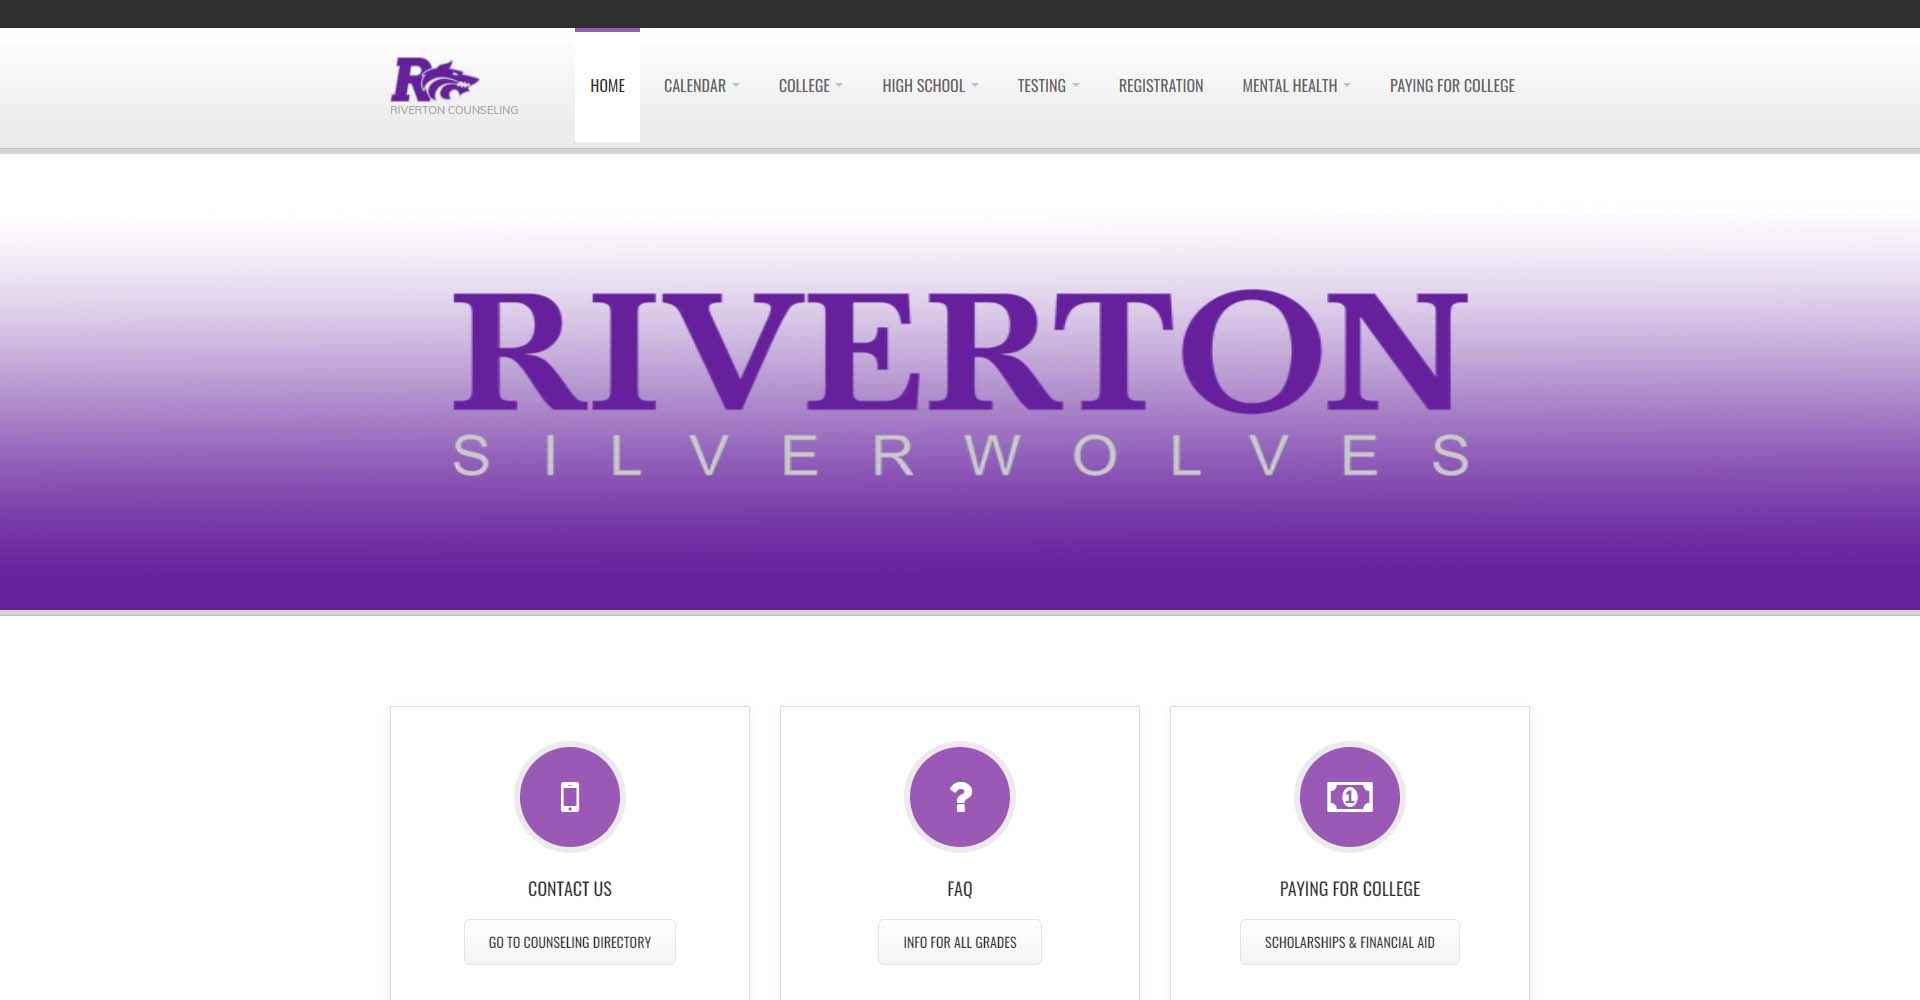 R
RIVERTON COUNSELING
HOME CALENDAR COLLEGE HIGH SCHOOL TESTING REGISTRATION MENTAL HEALTH PAYING FOR COLLEGE
RIVERTON
SILVERWOLVES
1
CONTACT US
GO TO COUNSELING DIRECTORY
?
FAQ
INFO FOR ALL GRADES
PAYING FOR COLLEGE
SCHOLARSHIPS & FINANCIAL AID